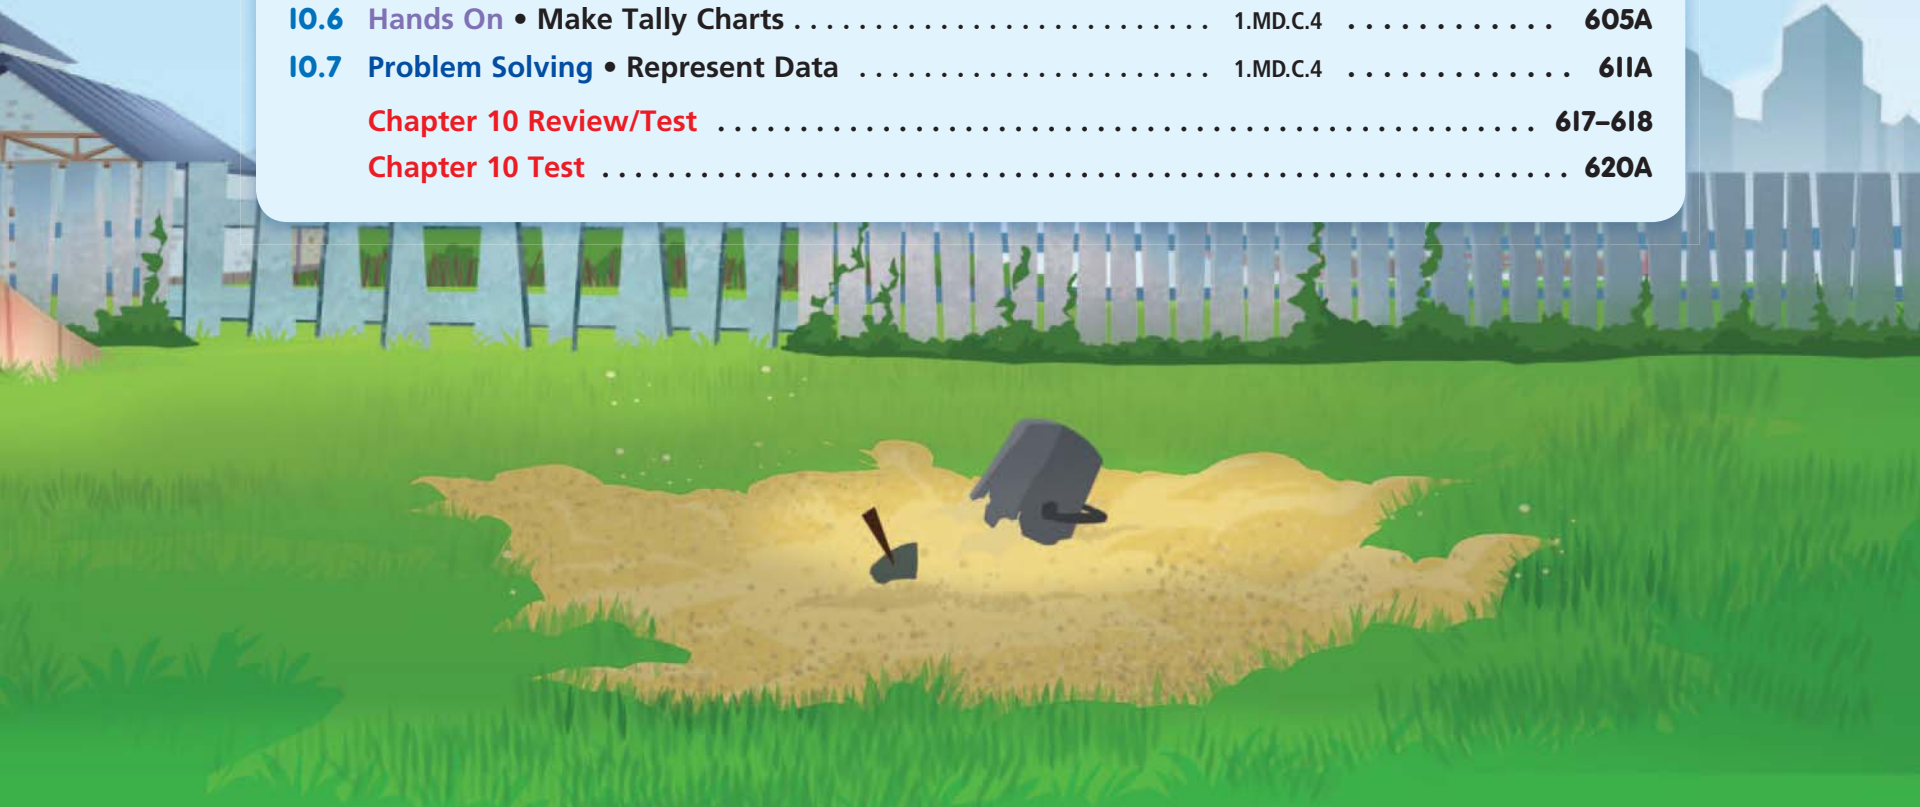 10.6 Hands On • Make Tally Charts . . . . . . . . . . . . . . . . . . . . . . . . . . . . . . . 1.MD.C.4 . . . . . . . . . . . . 605A
10.7 Problem Solving • Represent Data . . . . . . . . . . . . . . . . . . . . . . . . . . 1.MD.C.4 . . . . . . . . . . . . . 611A
Chapter 10 Review/Test . . . . . . . . . . . . . . . . . . . . . . . . . . . . . . . . . . . . . . . . . . . . . . . . . . . . . . . . . . . . . 617–618
Chapter 10 Test . . . . . . . . . . . . . . . . . . . . . . . . . . . . . . . . . . . . . . . . . . . . . . . . . . . . . . . . . . . . . . . . . . . . . . . . 620A